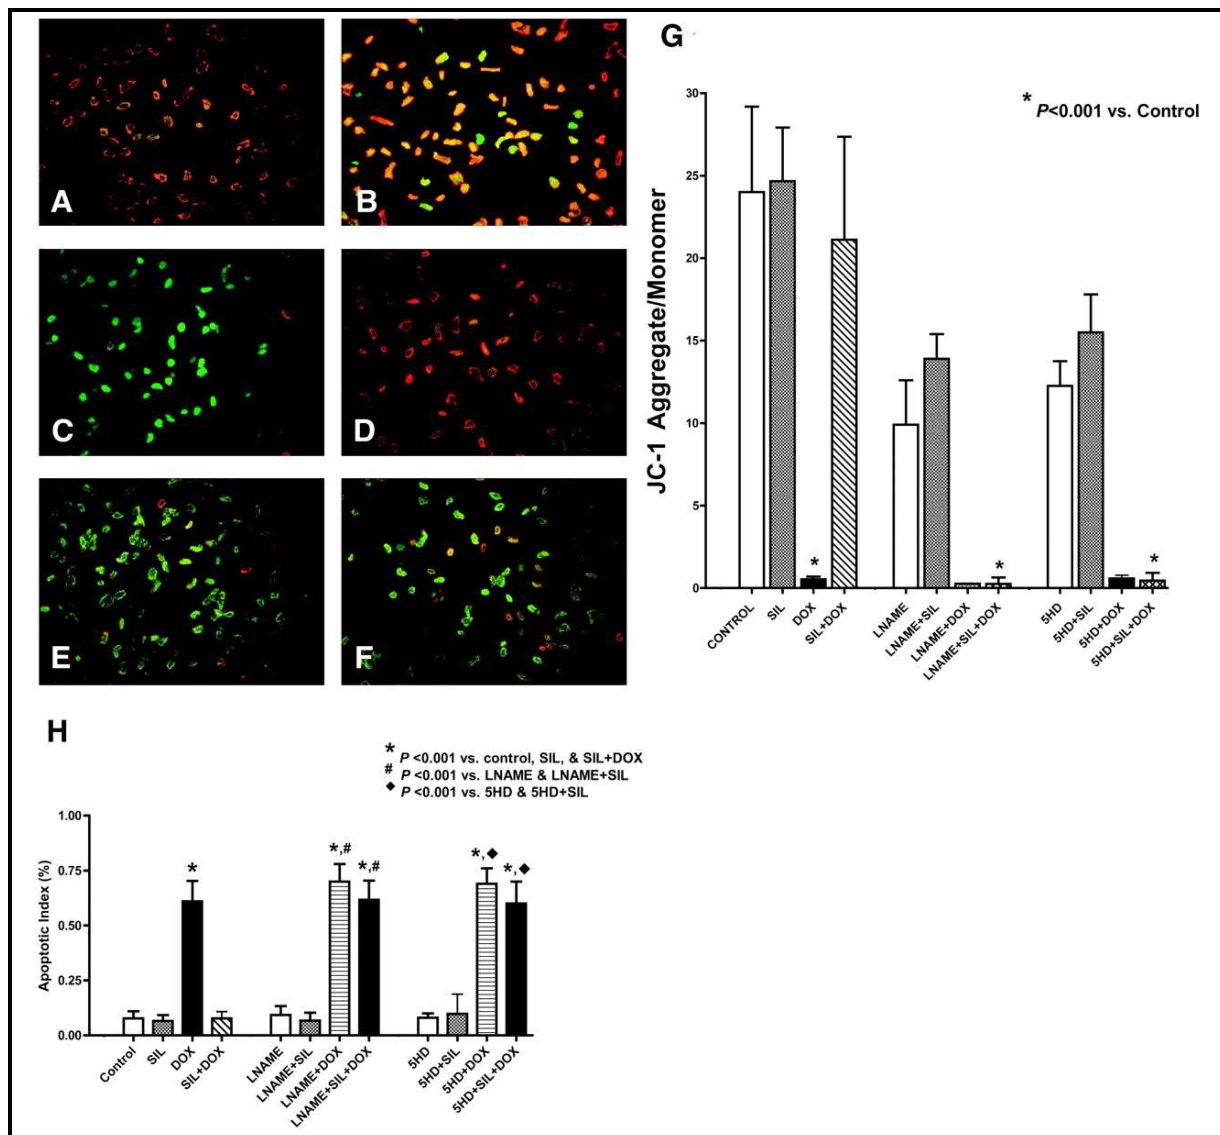 A
B
C
D
E
F
G
* P<0.001 vs. Control
JC-1 Aggregate/Monomer
30
25
20
15
10
5
0
* * *
CONTROL
SIL
DOX
SIL+DOX
LNAME
LNAME+SIL
LNAME+DOX
LNAME+SIL+DOX
5HD
5HD+SIL
5HD+DOX
5HD+SIL+DOX
H
* P <0.001 vs. control, SIL, & SIL+DOX
# P <0.001 vs. LNAME & LNAME+SIL
◆ P <0.001 vs. 5HD & 5HD+SIL
Apoptotic Index (%)
1.00
0.75
0.50
0.25
0.00
* *,# *,# *,◆ *,◆
Control
SIL
DOX
SIL+DOX
LNAME
LNAME+SIL
LNAME+DOX
LNAME+SIL+DOX
5HD
5HD+SIL
5HD+DOX
5HD+SIL+DOX